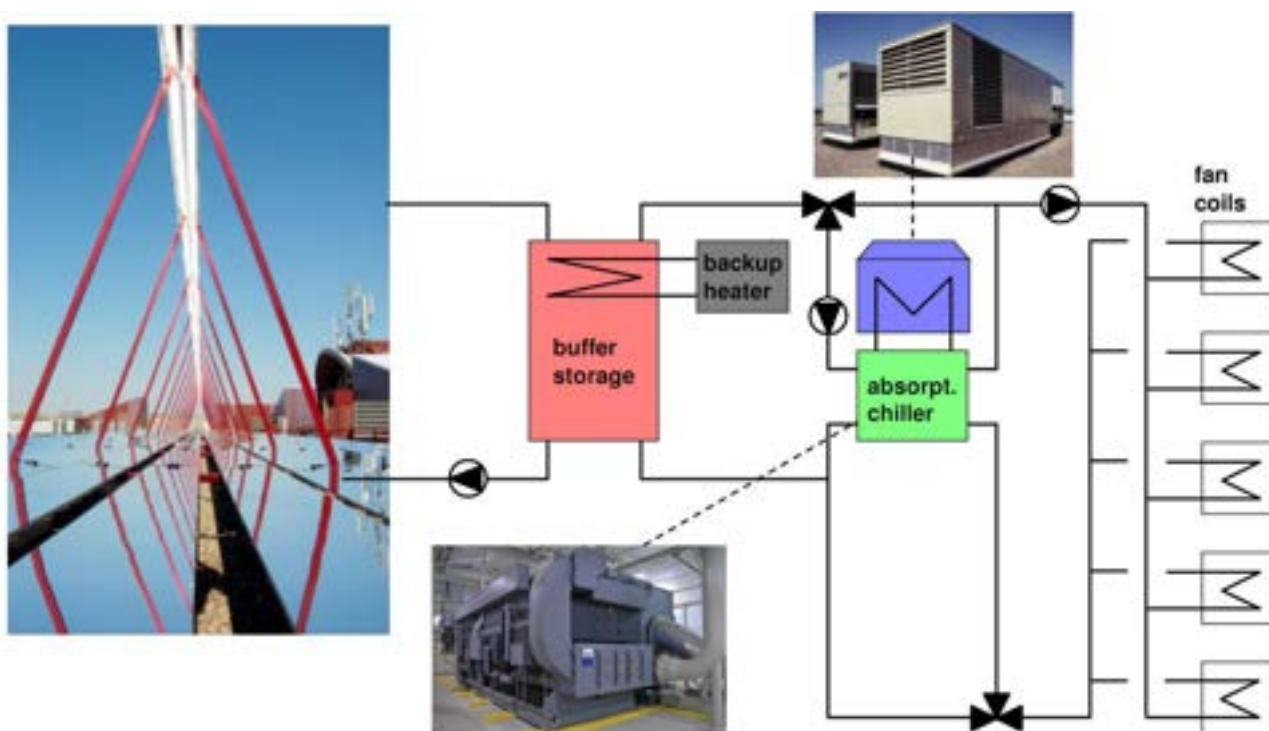 fan
coils
backup
heater
buffer
storage
absorpt.
chiller